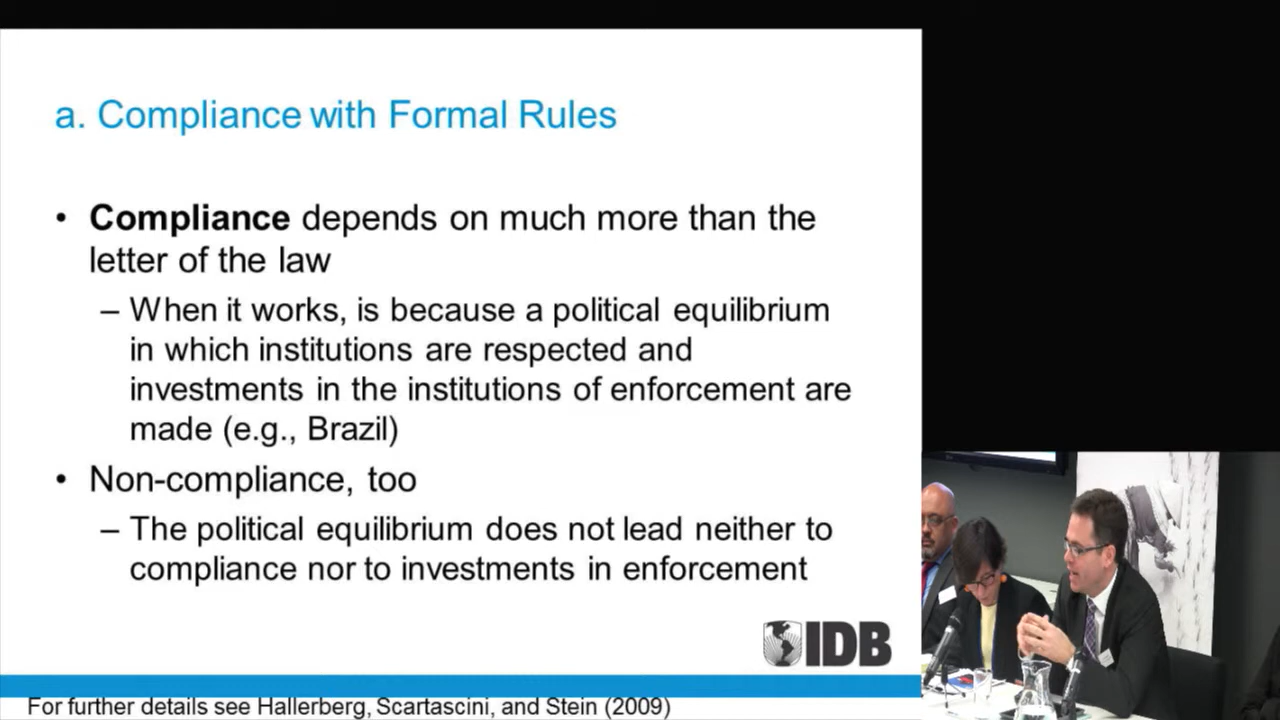 a. Compliance with Formal Rules
• Compliance depends on much more than the
letter of the law
– When it works, is because a political equilibrium
in which institutions are respected and
investments in the institutions of enforcement are
made (e.g., Brazil)
• Non-compliance, too
– The political equilibrium does not lead neither to
compliance nor to investments in enforcement
IDB
For further details see Hallerberg, Scartascini, and Stein (2009)